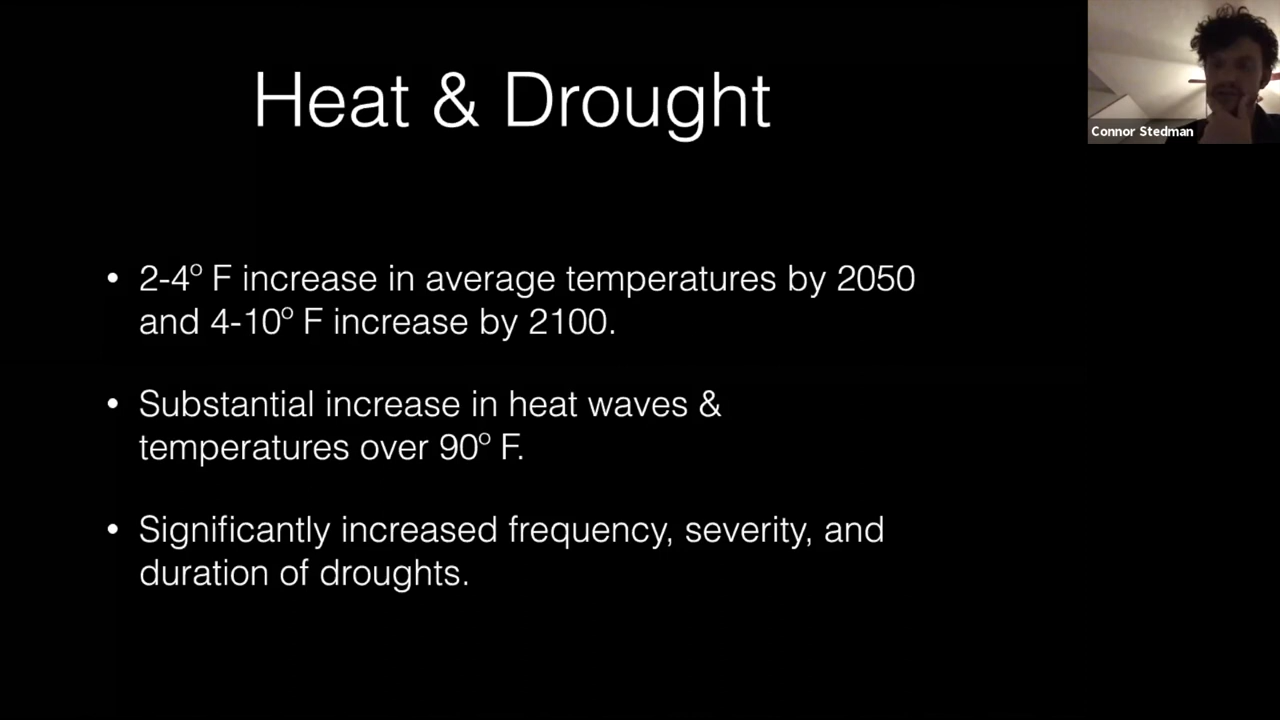 Heat & Drought
Connor Stedman
• 2-4º F increase in average temperatures by 2050
and 4-10º F increase by 2100.
• Substantial increase in heat waves &
temperatures over 90º F.
• Significantly increased frequency, severity, and
duration of droughts.